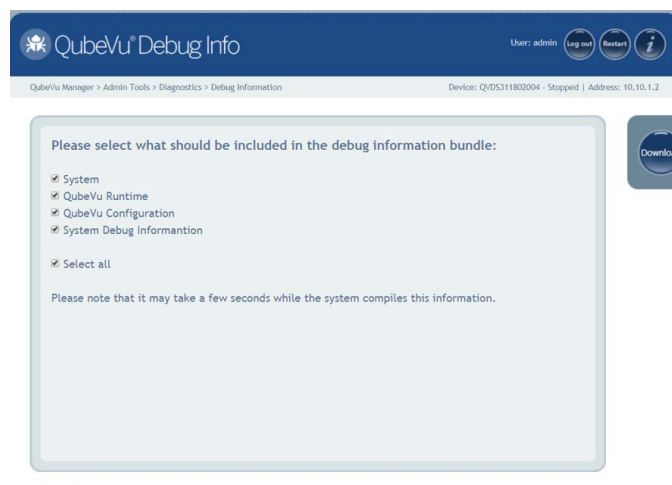 QubeVu® Debug Info
User: admin
Log out
Restart
i
QubeVu Manager > Admin Tools > Diagnostics > Debug Information
Device: QVDS311802004 - Stopped | Address: 10.10.1.2
Please select what should be included in the debug information bundle:
System
QubeVu Runtime
QubeVu Configuration
System Debug Informantion
Select all
Please note that it may take a few seconds while the system compiles this information.